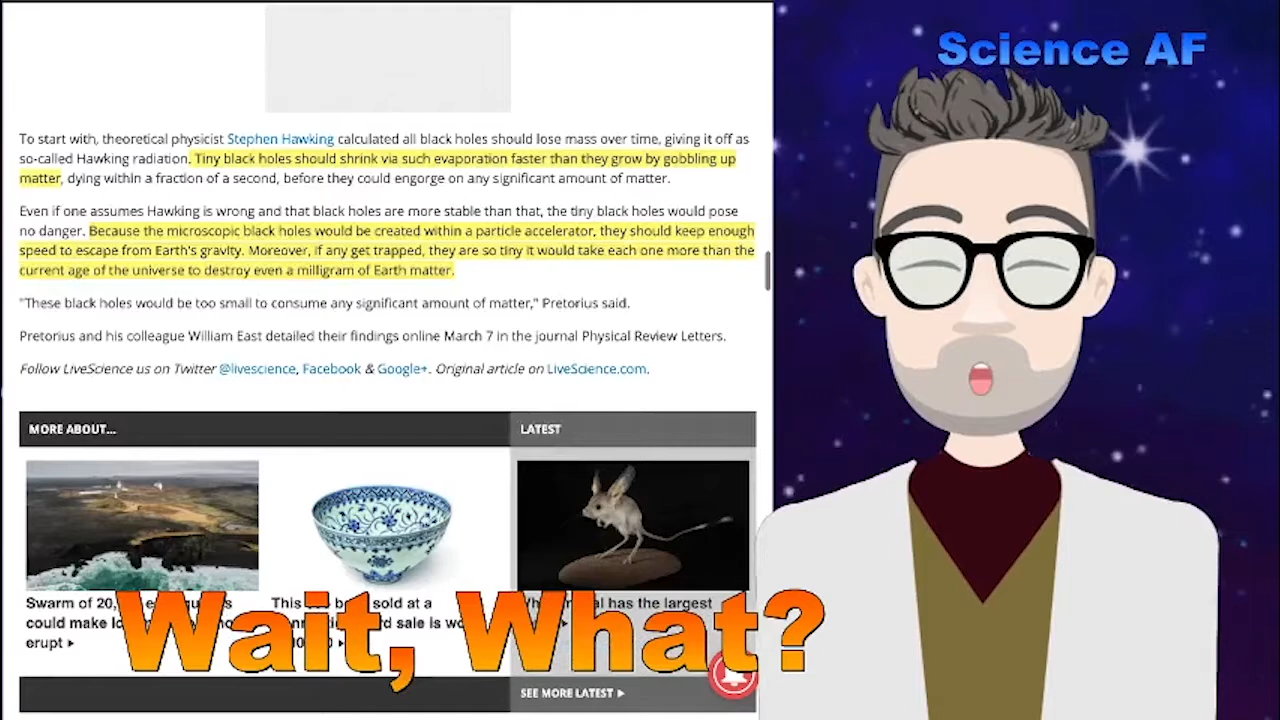 Science AF
To start with, theoretical physicist Stephen Hawking calculated all black holes should lose mass over time, giving it off as
so-called Hawking radiation. Tiny black holes should shrink via such evaporation faster than they grow by gobbling up
matter, dying within a fraction of a second, before they could engorge on any significant amount of matter.
Even if one assumes Hawking is wrong and that black holes are more stable than that, the tiny black holes would pose
no danger. Because the microscopic black holes would be created within a particle accelerator, they should keep enough
speed to escape from Earth's gravity. Moreover, if any get trapped, they are so tiny it would take each one more than the
current age of the universe to destroy even a milligram of Earth matter.
"These black holes would be too small to consume any significant amount of matter," Pretorius said.
Pretorius and his colleague William East detailed their findings online March 7 in the journal Physical Review Letters.
Follow LiveScience us on Twitter @livescience, Facebook & Google+. Original article on LiveScience.com.
MORE ABOUT...
LATEST
Swarm of 20,
could make
erupt
This sold at a
sale is
has the largest
Wait, What?
SEE MORE LATEST